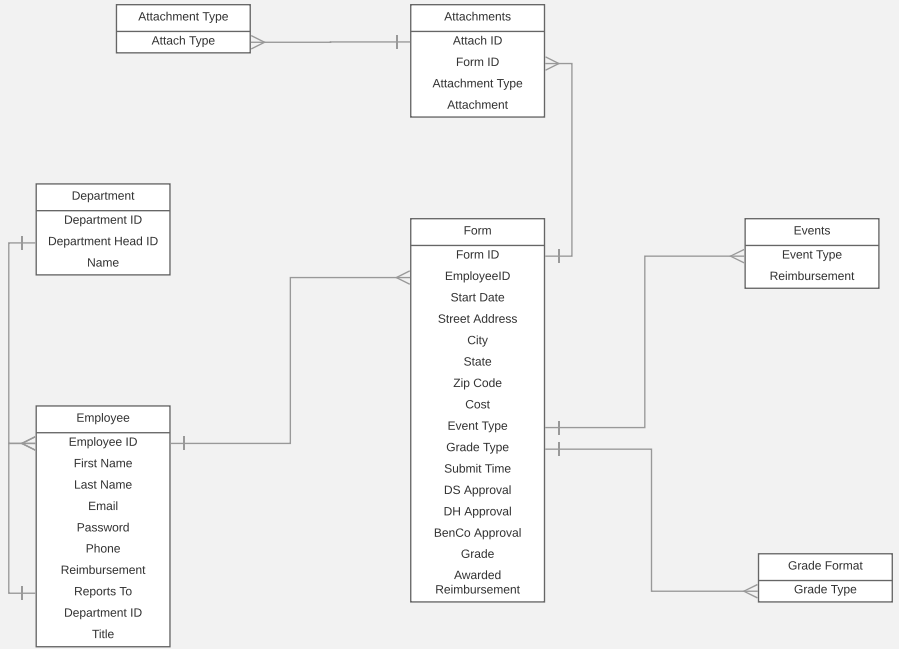 Attachment Type
Attach Type
Attachments
Attach ID
Form ID
Attachment Type
Attachment
Department
Department ID
Department Head ID
Name
Form
Form ID
EmployeeID
Start Date
Street Address
City
State
Zip Code
Cost
Event Type
Grade Type
Submit Time
DS Approval
DH Approval
BenCo Approval
Grade
Awarded
Reimbursement
Events
Event Type
Reimbursement
Employee
Employee ID
First Name
Last Name
Email
Password
Phone
Reimbursement
Reports To
Department ID
Title
Grade Format
Grade Type